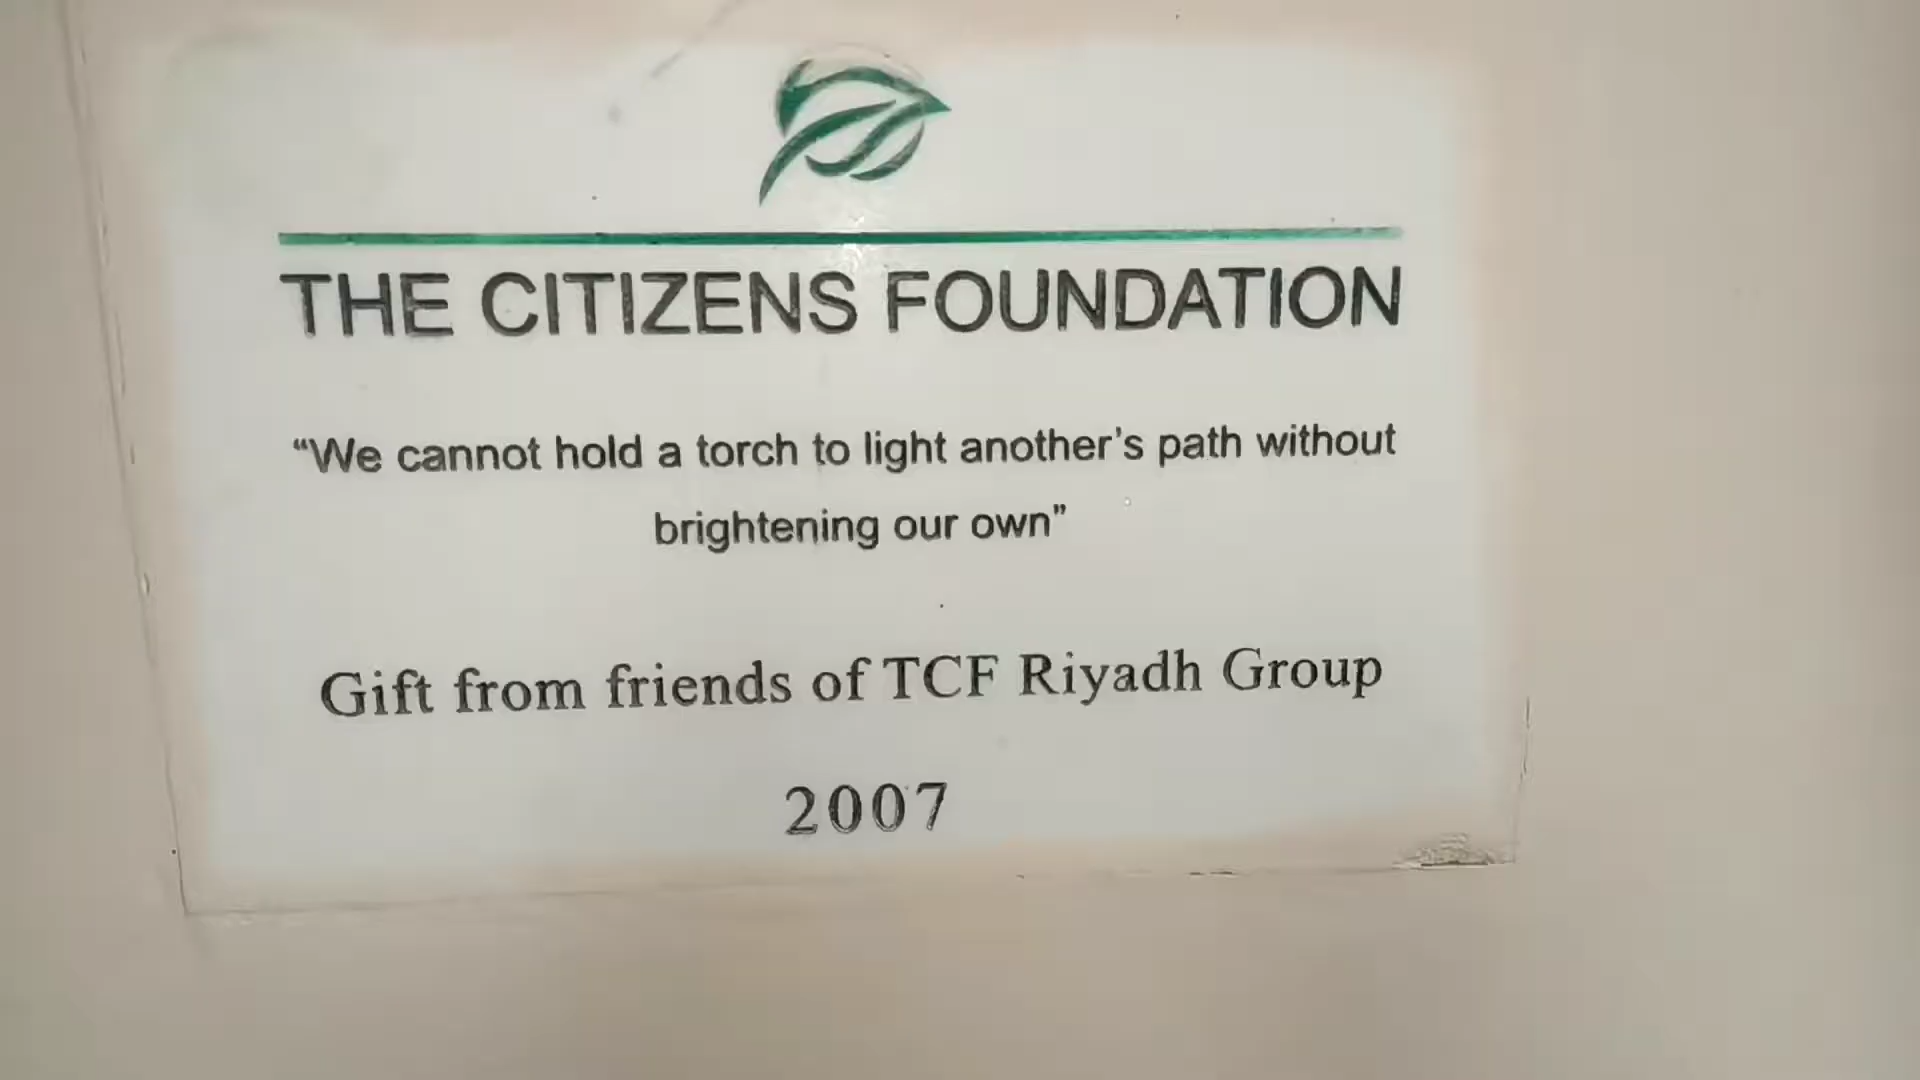 THE CITIZENS FOUNDATION
“We cannot hold a torch to light another’s path without
brightening our own”
Gift from friends of TCF Riyadh Group
2007